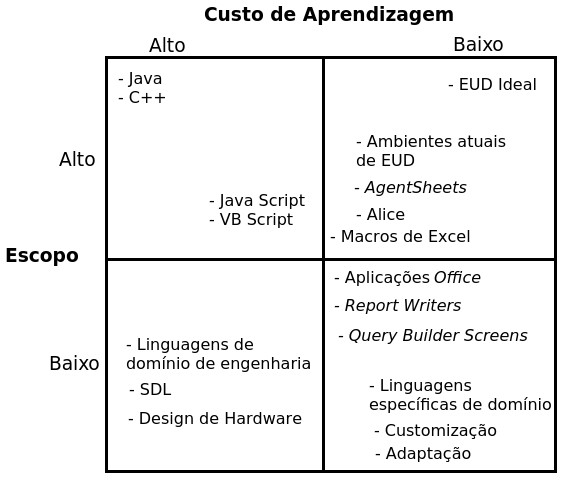 Custo de Aprendizagem
Alto
Baixo
Alto
- Java
- C++
- Java Script
- VB Script
- EUD Ideal
- Ambientes atuais
de EUD
- AgentSheets
- Alice
- Macros de Excel
Escopo
Baixo
- Linguagens de
domínio de engenharia
- SDL
- Design de Hardware
- Aplicações Office
- Report Writers
- Query Builder Screens
- Linguagens
específicas de domínio
- Customização
- Adaptação